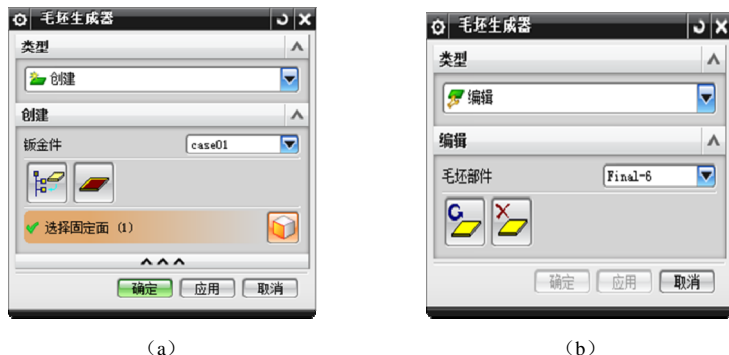 毛坯生成器
类型
创建
创建
钣金件 case01
选择固定面 (1)
确定 应用 取消
(a)
毛坯生成器
类型
编辑
编辑
毛坯部件 Final-6
确定 应用 取消
(b)